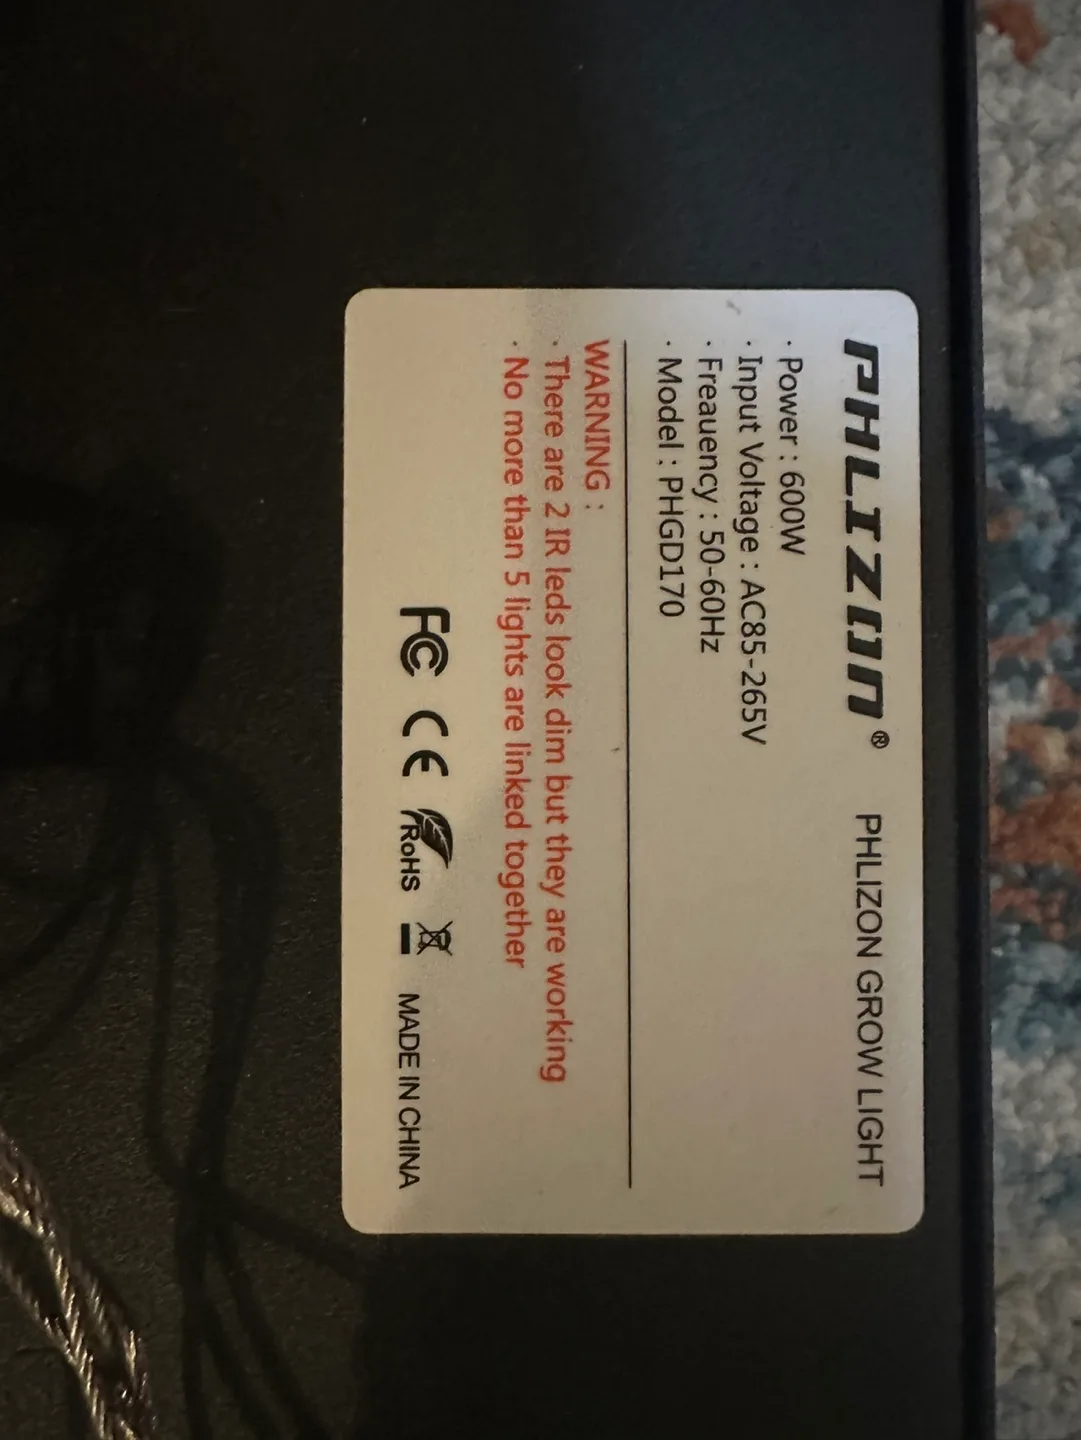 PHLIZON® PHLIZON GROW LIGHT
· Power : 600W
· Input Voltage : AC85-265V
· Freauency : 50-60Hz
· Model : PHGD170
WARNING :
· There are 2 IR leds look dim but they are working
· No more than 5 lights are linked together
FC CE RoHS MADE IN CHINA